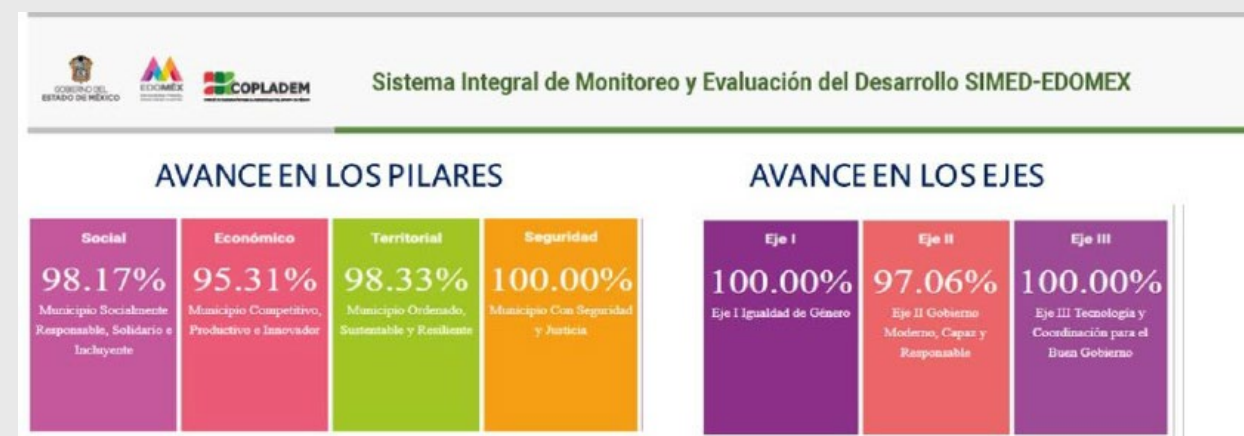 GOBIERNO DEL
ESTADO DE MÉXICO
EDOMÉX
COPLADEM
Sistema Integral de Monitoreo y Evaluación del Desarrollo SIMED-EDOMEX
AVANCE EN LOS PILARES
Social
98.17%
Municipio Socialmente
Responsable, Solidario e
Incluyente
Económico
95.31%
Municipio Competitivo,
Productivo e Innovador
Territorial
98.33%
Municipio Ordenado,
Sustentable y Resiliente
Seguridad
100.00%
Municipio Con Seguridad
y Justicia
AVANCE EN LOS EJES
Eje I
100.00%
Eje I Igualdad de Género
Eje II
97.06%
Eje II Gobierno
Moderno, Capaz y
Responsable
Eje III
100.00%
Eje III Tecnología y
Coordinación para el
Buen Gobierno